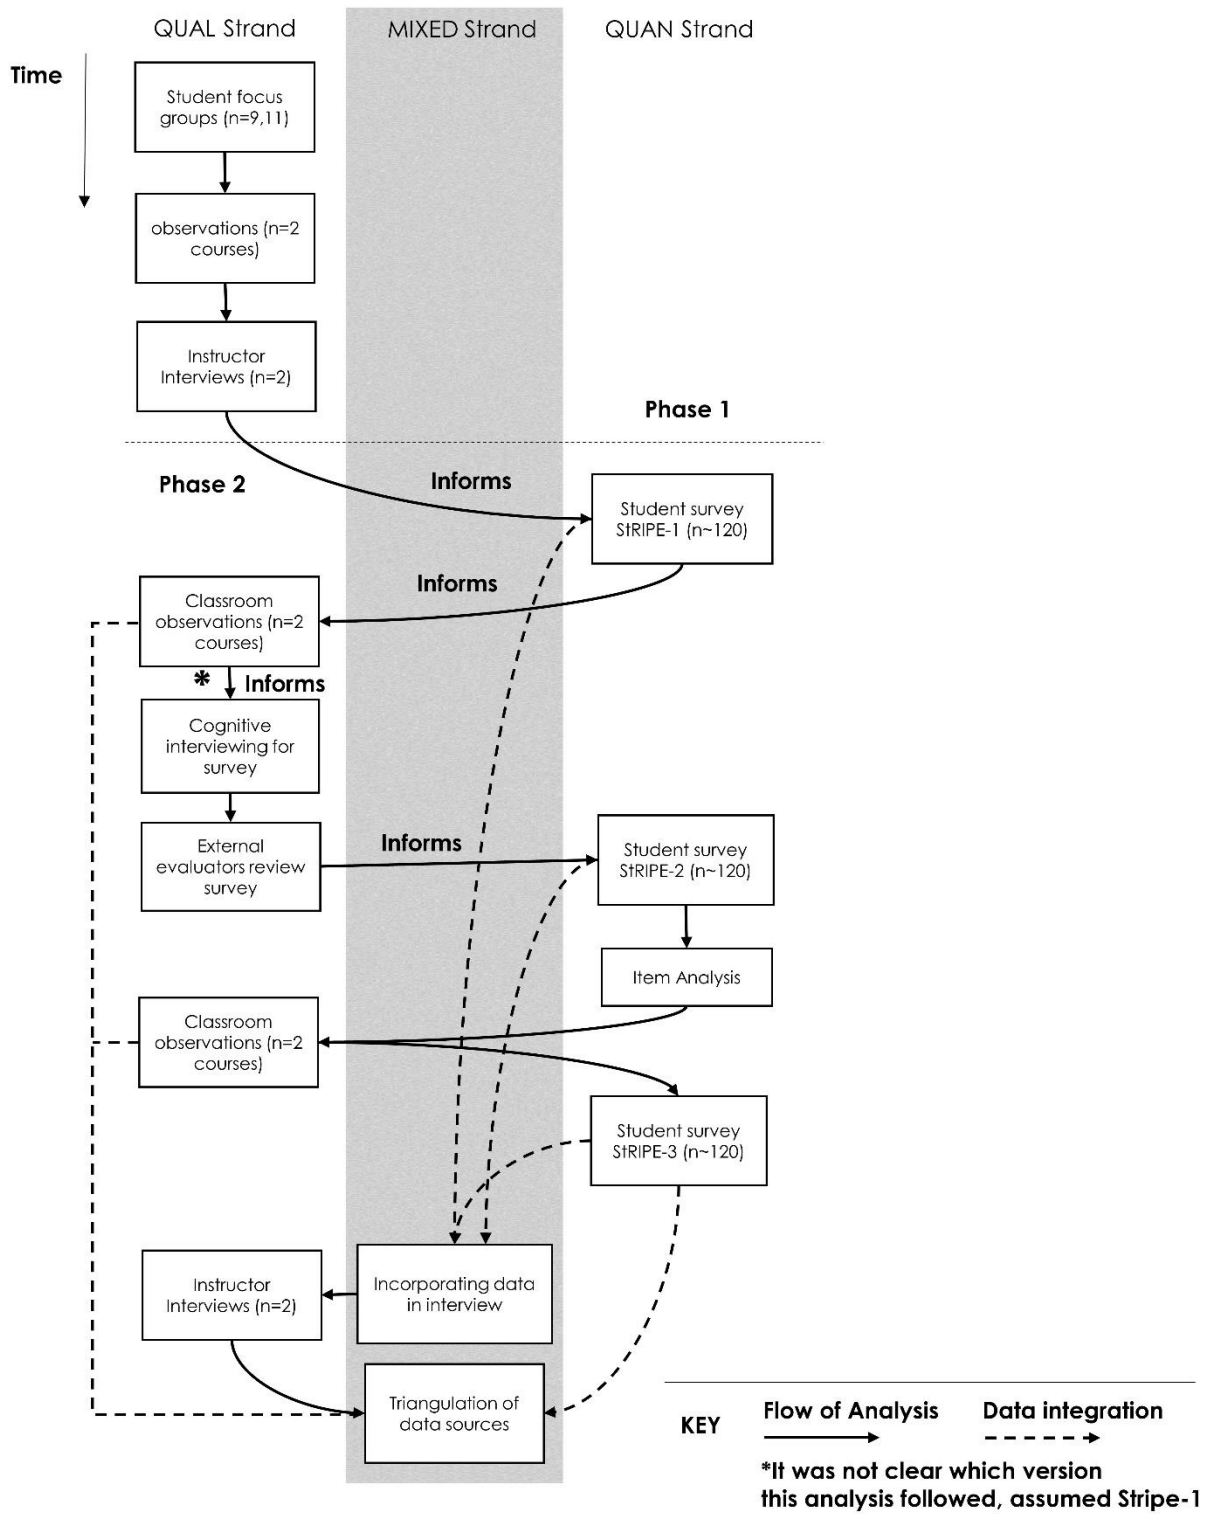 QUAL Strand
MIXED Strand
QUAN Strand
Time
Student focus
groups (n=9,11)
observations (n=2
courses)
Instructor
Interviews (n=2)
Phase 1
Phase 2
Informs
Student survey
StRIPE-1 (n~120)
Informs
Classroom
observations (n=2
courses)
* Informs
Cognitive
interviewing for
survey
External
evaluators review
survey
Informs
Student survey
StRIPE-2 (n~120)
Item Analysis
Classroom
observations (n=2
courses)
Student survey
StRIPE-3 (n~120)
Instructor
Interviews (n=2)
Incorporating data
in interview
Triangulation of
data sources
KEY
Flow of Analysis
Data integration
*It was not clear which version
this analysis followed, assumed Stripe-1